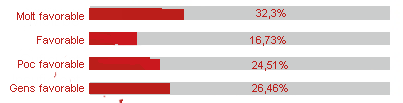 Molt favorable 32,3%
Favorable 16,73%
Poc favorable 24,51%
Gens favorable 26,46%